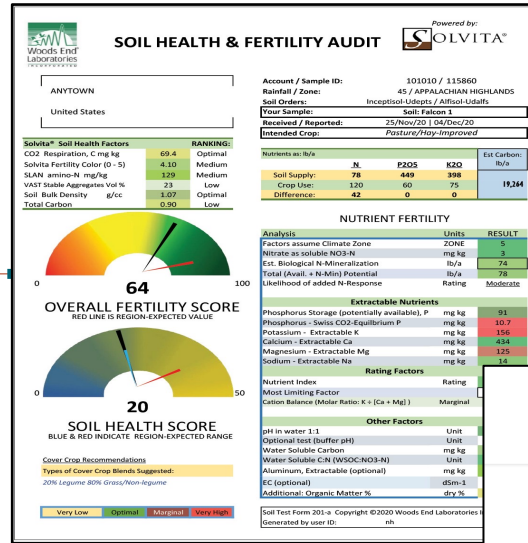 Woods End®
Laboratories
INCORPORATED
SOIL HEALTH & FERTILITY AUDIT
Powered by:
SOLVITA®
ANYTOWN
United States
Account / Sample ID: 101010 / 115860
Rainfall / Zone: 45 / APPALACHIAN HIGHLANDS
Soil Orders: Inceptisol-Udepts / Alfisol-Udalfs
Your Sample: Soil: Falcon 1
Received / Reported: 25/Nov/20 | 04/Dec/20
Intended Crop: Pasture/Hay-Improved
Solvita® Soil Health Factors RANKING:
CO2 Respiration, C mg kg 69.4 Optimal
Solvita Fertility Color (0 - 5) 4.10 Medium
SLAN amino-N mg/kg 129 Medium
VAST Stable Aggregates Vol % 23 Low
Soil Bulk Density g/cc 1.07 Optimal
Total Carbon 0.90 Low
Nutrients as: lb/a Est Carbon:
N P2O5 K2O lb/a
Soil Supply: 78 449 398
Crop Use: 120 60 75 19,264
Difference: 42 0 0
0 64 100
OVERALL FERTILITY SCORE
RED LINE IS REGION-EXPECTED VALUE
0 20 50
SOIL HEALTH SCORE
BLUE & RED INDICATE REGION-EXPECTED RANGE
Cover Crop Recommendations
Types of Cover Crop Blends Suggested:
20% Legume 80% Grass/Non-legume
Very Low Optimal Marginal Very High
NUTRIENT FERTILITY
Analysis Units RESULT
Factors assume Climate Zone ZONE 5
Nitrate as soluble NO3-N mg kg 3
Est. Biological N-Mineralization lb/a 74
Total (Avail. + N-Min) Potential lb/a 78
Likelihood of added N-Response Rating Moderate
Extractable Nutrients
Phosphorus Storage (potentially available), P mg kg 91
Phosphorus - Swiss CO2-Equilbrium P mg kg 10.7
Potassium - Extractable K mg kg 156
Calcium - Extractable Ca mg kg 434
Magnesium - Extractable Mg mg kg 125
Sodium - Extractable Na mg kg 14
Rating Factors
Nutrient Index Rating
Most Limiting Factor
Cation Balance (Molar Ratio: K ÷ [Ca + Mg] ) Marginal
Other Factors
pH in water 1:1 Unit
Optional test (buffer pH) Unit
Water Soluble Carbon mg kg
Water Soluble C:N (WSOC:NO3-N) Unit
Aluminum, Extractable (optional) mg kg
EC (optional) dSm-1
Additional: Organic Matter % dry %
Soil Test Form 201-a Copyright ©2020 Woods End Laboratories
Generated by user ID: nh